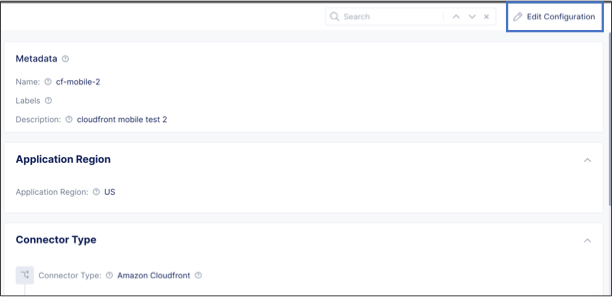 Search
Edit Configuration
Metadata
Name: cf-mobile-2
Labels
Description: cloudfront mobile test 2
Application Region
Application Region: US
Connector Type
Connector Type: Amazon Cloudfront